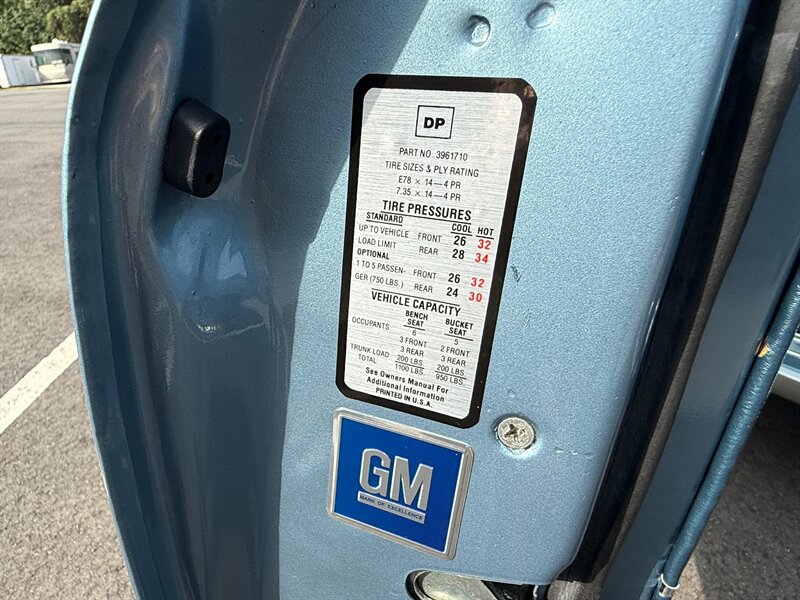 DP
PART NO. 3961710
TIRE SIZES & PLY RATING
E78 × 14—4 PR
7.35 × 14—4 PR
TIRE PRESSURES
STANDARD COOL HOT
UP TO VEHICLE FRONT 26 32
LOAD LIMIT REAR 28 34
OPTIONAL
1 TO 5 PASSEN- FRONT 26 32
GER (750 LBS.) REAR 24 30
VEHICLE CAPACITY
BENCH BUCKET
SEAT SEAT
OCCUPANTS 6 5
3 FRONT 2 FRONT
3 REAR 3 REAR
TRUNK LOAD 200 LBS. 200 LBS.
TOTAL 1100 LBS. 950 LBS.
See Owners Manual For
Additional Information
PRINTED IN U.S.A.
GM
MARK OF EXCELLENCE